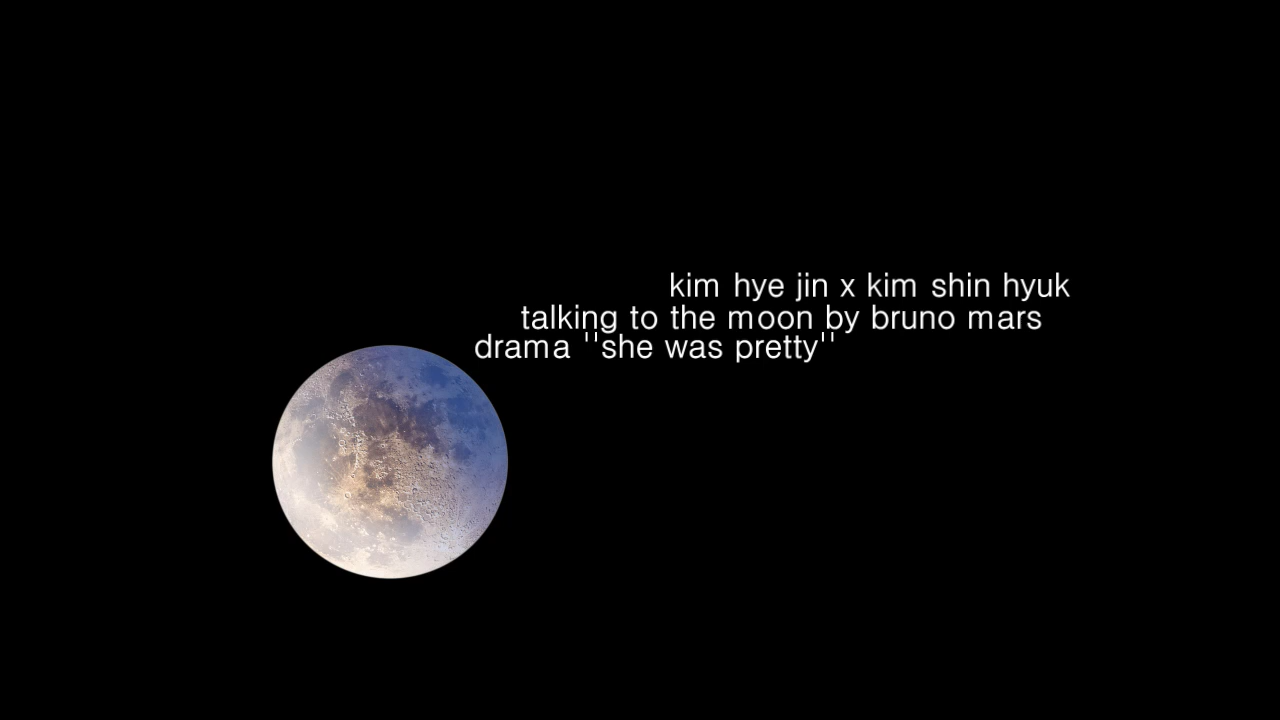 kim hye jin x kim shin hyuk
talking to the moon by bruno mars
drama "she was pretty"